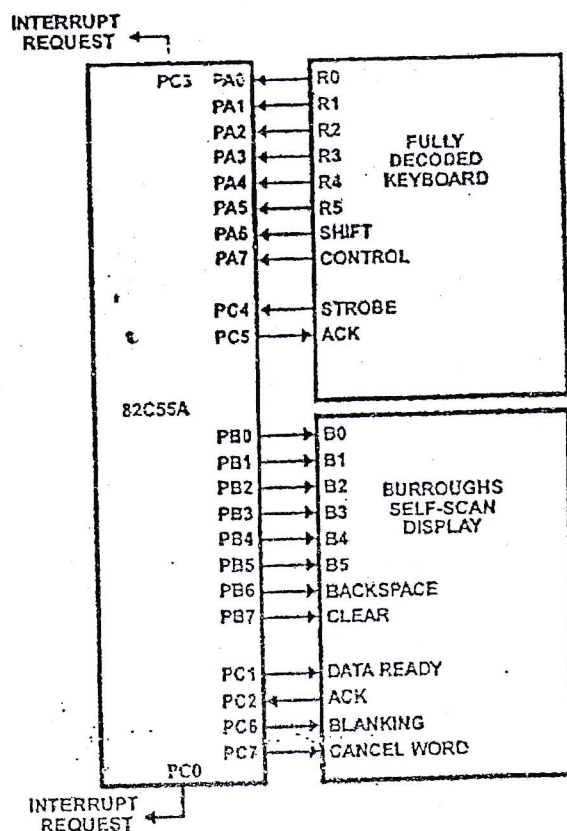 INTERRUPT
REQUEST
PC3 PA0 R0
PA1 R1
PA2 R2
PA3 R3
PA4 R4
PA5 R5
PA6 SHIFT
PA7 CONTROL
FULLY
DECODED
KEYBOARD
PC4 STROBE
PC5 ACK
82C55A
PB0 B0
PB1 B1
PB2 B2
PB3 B3
PB4 B4
PB5 B5
PB6 BACKSPACE
PB7 CLEAR
BURROUGHS
SELF-SCAN
DISPLAY
PC1 DATA READY
PC2 ACK
PC6 BLANKING
PC7 CANCEL WORD
PC0
INTERRUPT
REQUEST